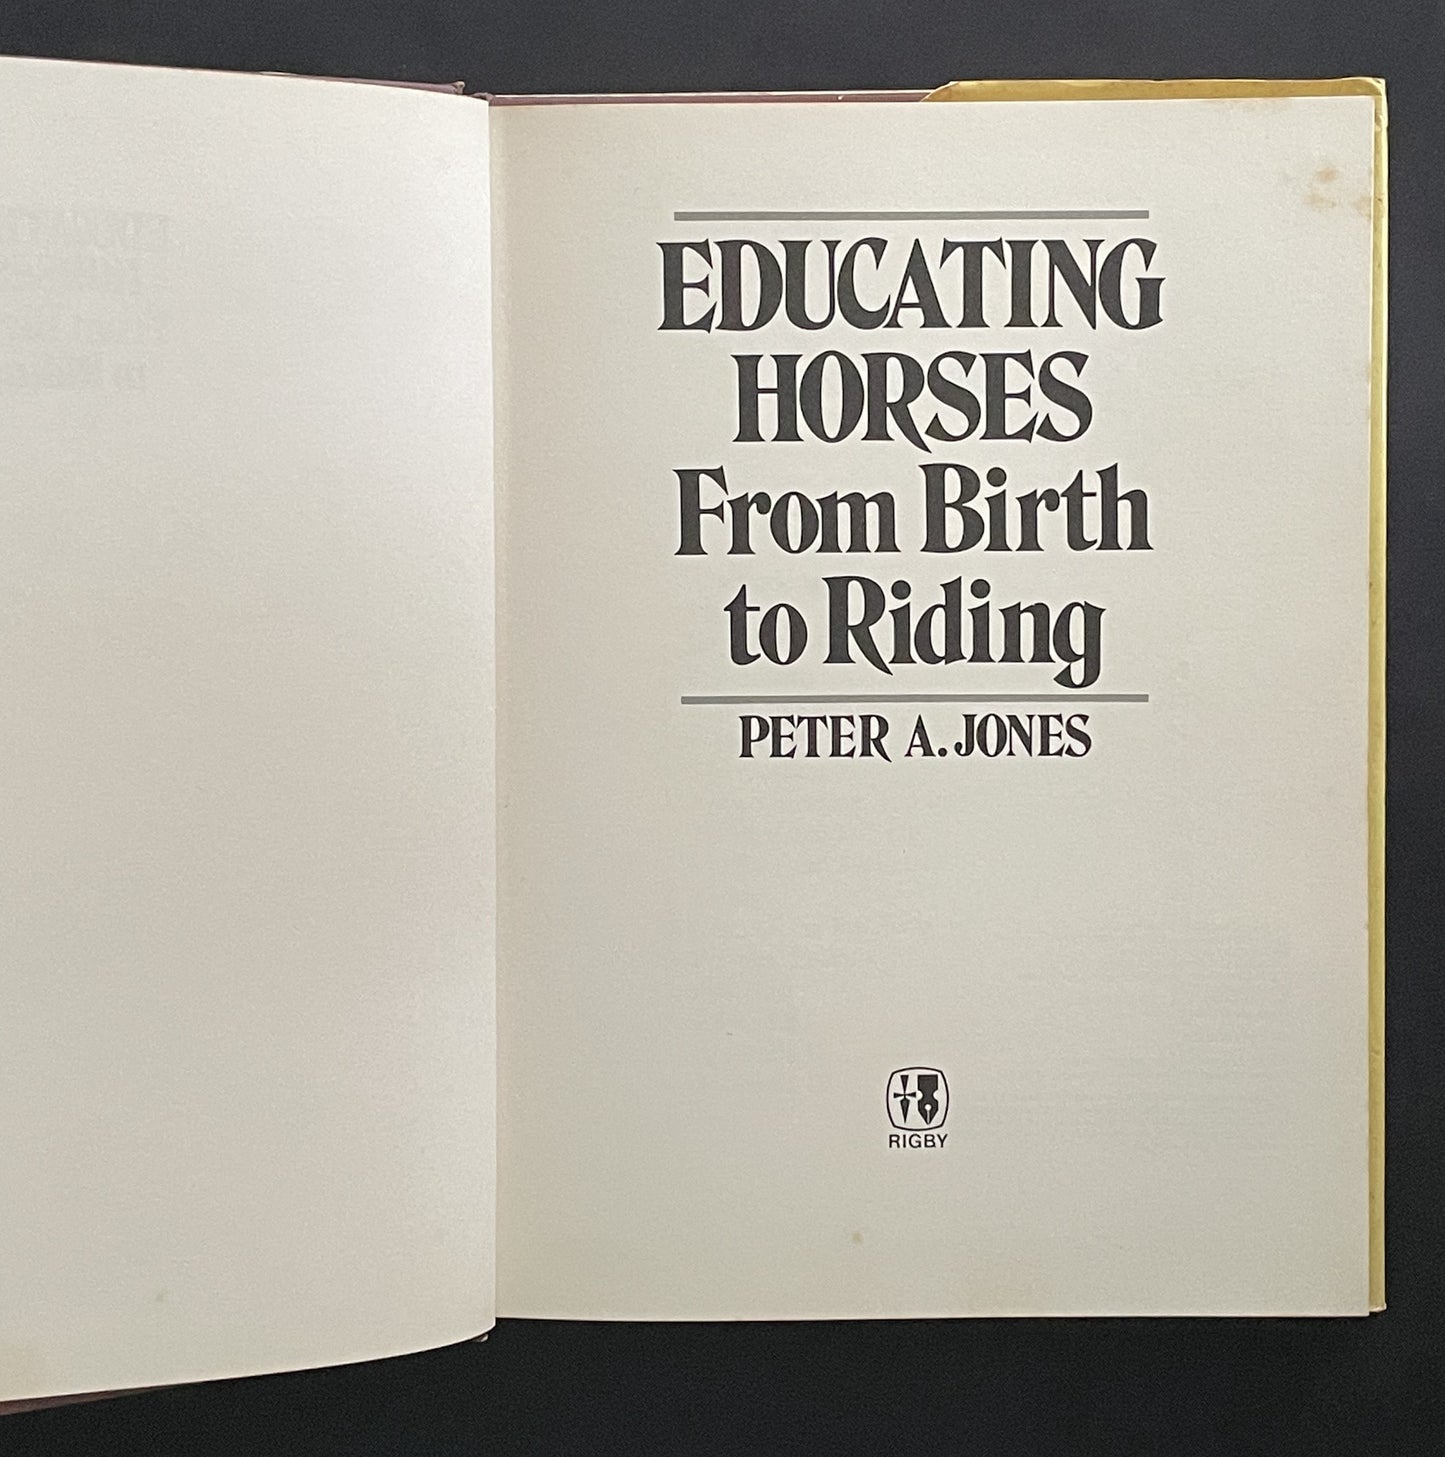 EDUCATING
HORSES
From Birth
to Riding
PETER A. JONES
RIGBY